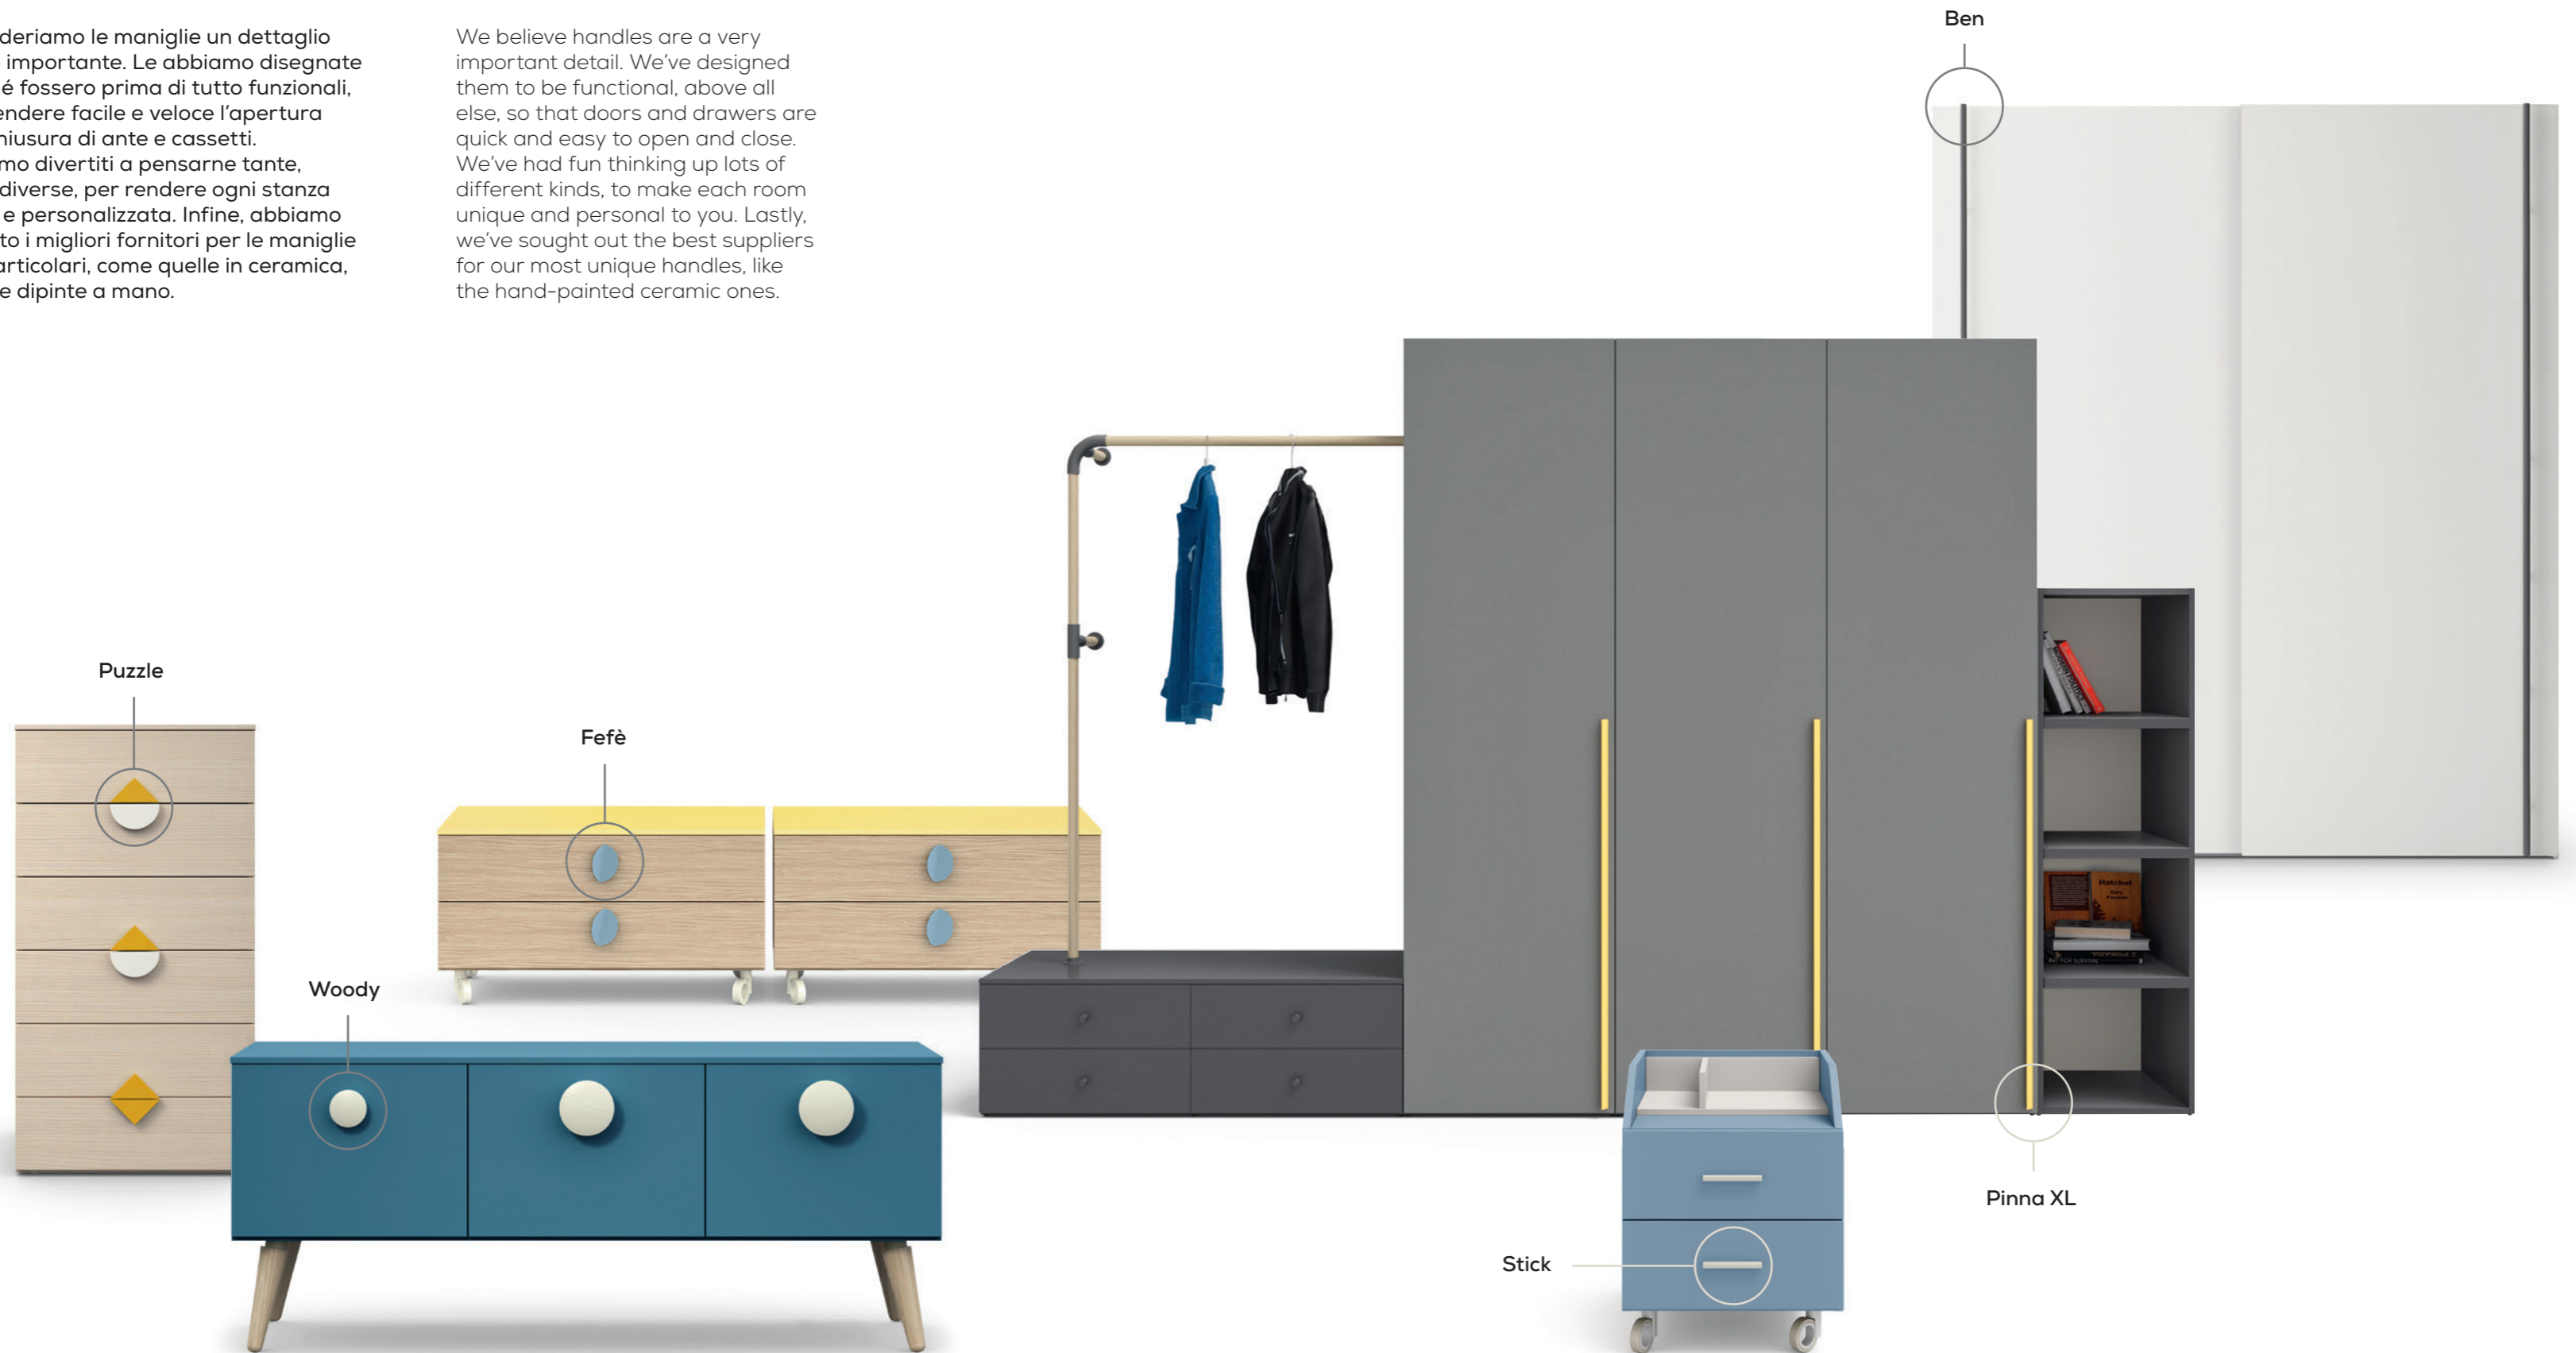 deriamo le maniglie un dettaglio
importante. Le abbiamo disegnate
é fossero prima di tutto funzionali,
endere facile e veloce l'apertura
hiusura di ante e cassetti.
mo divertiti a pensarne tante,
diverse, per rendere ogni stanza
e personalizzata. Infine, abbiamo
to i migliori fornitori per le maniglie
articolari, come quelle in ceramica,
e dipinte a mano.
We believe handles are a very
important detail. We've designed
them to be functional, above all
else, so that doors and drawers are
quick and easy to open and close.
We've had fun thinking up lots of
different kinds, to make each room
unique and personal to you. Lastly,
we've sought out the best suppliers
for our most unique handles, like
the hand-painted ceramic ones.
Ben
Puzzle
Fefè
Woody
Hatchet
Gary
Paulsen
ART FOR SURVIVAL
Pinna XL
Stick